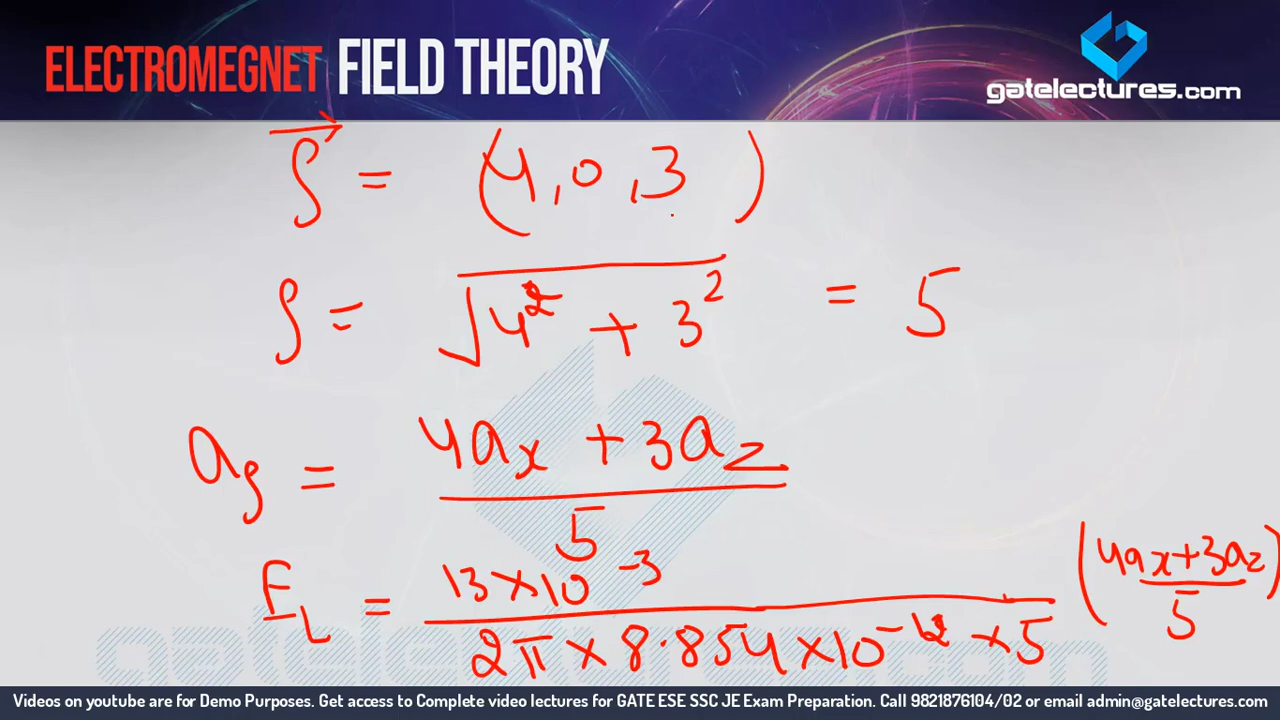 ELECTROMEGNET FIELD THEORY
gatelectures.com
ρ⃗ = (4,0,3)
ρ = √4² + 3² = 5
aρ = 4ax + 3az / 5
EL = 13×10⁻³ / 2π×8.854×10⁻¹²×5 (4ax+3az / 5)
gatelectures.com
Videos on youtube are for Demo Purposes. Get access to Complete video lectures for GATE ESE SSC JE Exam Preparation. Call 9821876104/02 or email admin@gatelectures.com